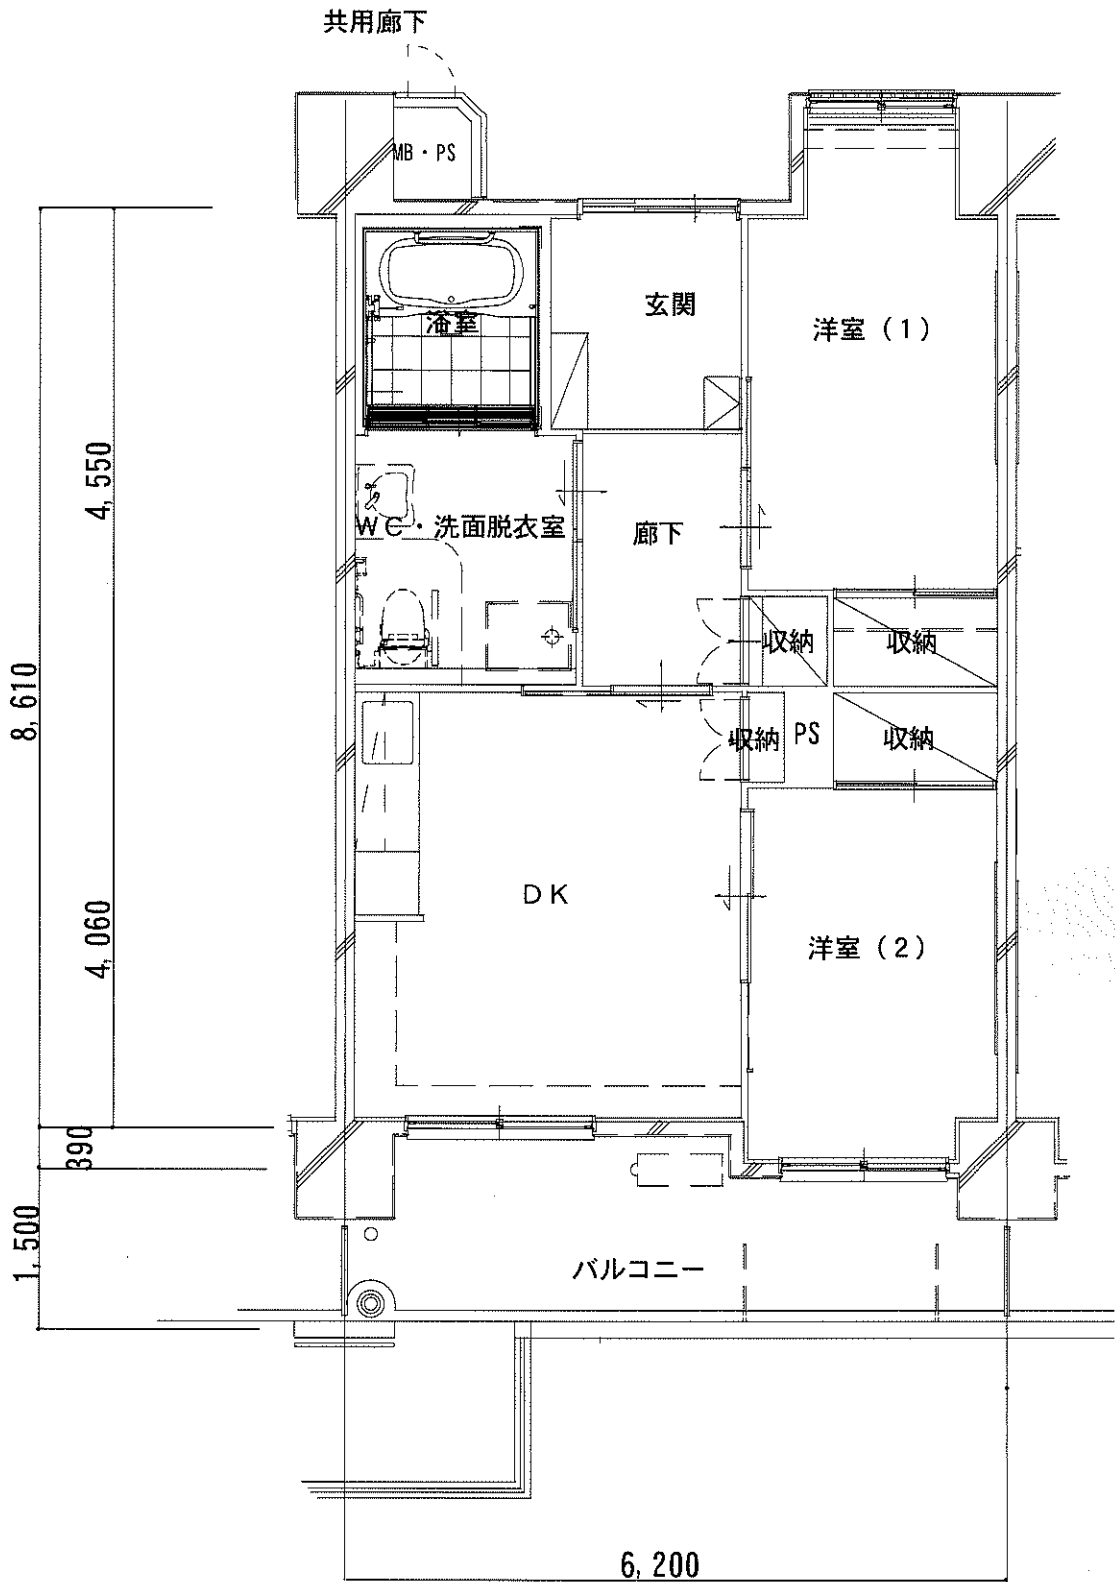 共用廊下
MB・PS
浴室
玄関
洋室（1）
4,550
WC・洗面脱衣室
廊下
収納
収納
8,610
収納
PS
収納
DK
4,060
洋室（2）
390
1,500
バルコニー
6,200